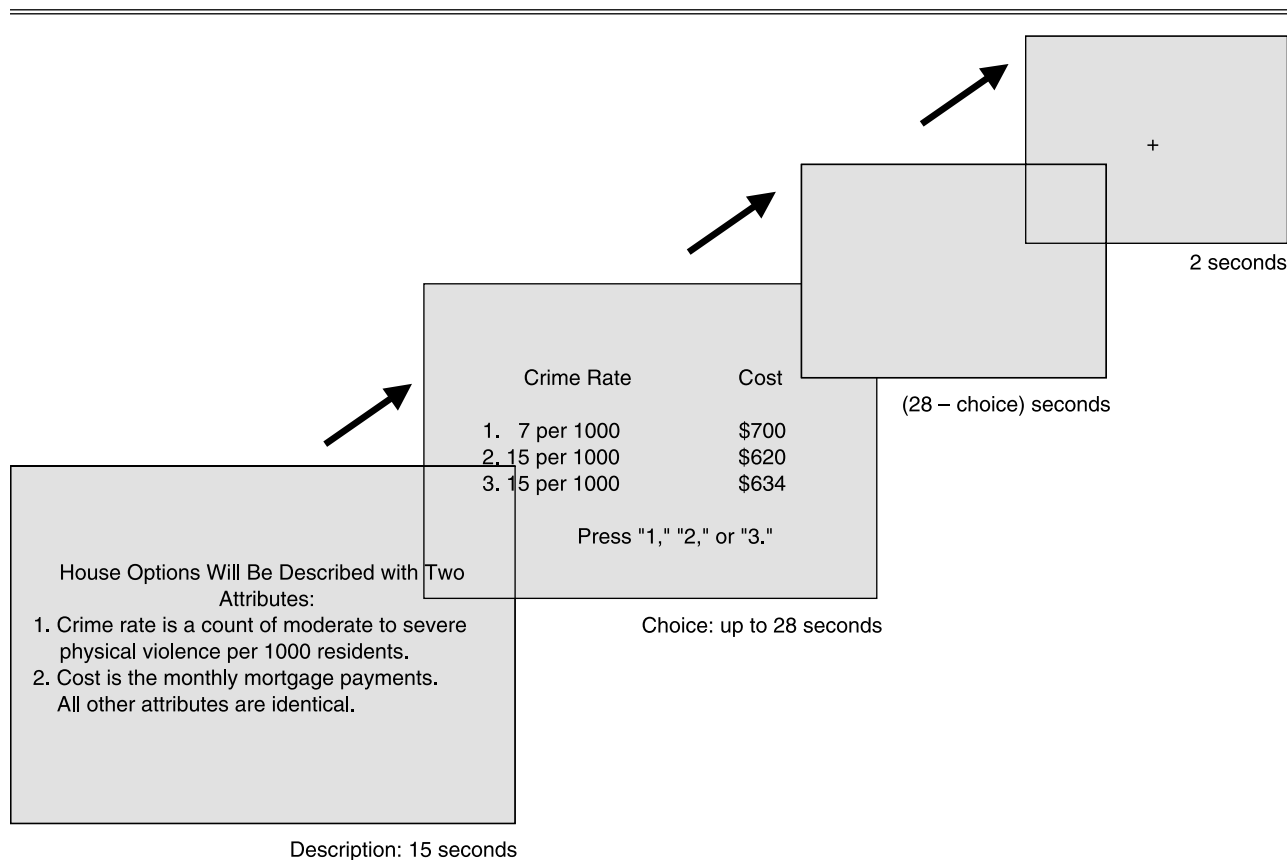 House Options Will Be Described with Two
Attributes:
1. Crime rate is a count of moderate to severe
physical violence per 1000 residents.
2. Cost is the monthly mortgage payments.
All other attributes are identical.
Description: 15 seconds
Crime Rate Cost
1. 7 per 1000 $700
2. 15 per 1000 $620
3. 15 per 1000 $634
Press "1," "2," or "3."
Choice: up to 28 seconds
(28 – choice) seconds
+
2 seconds